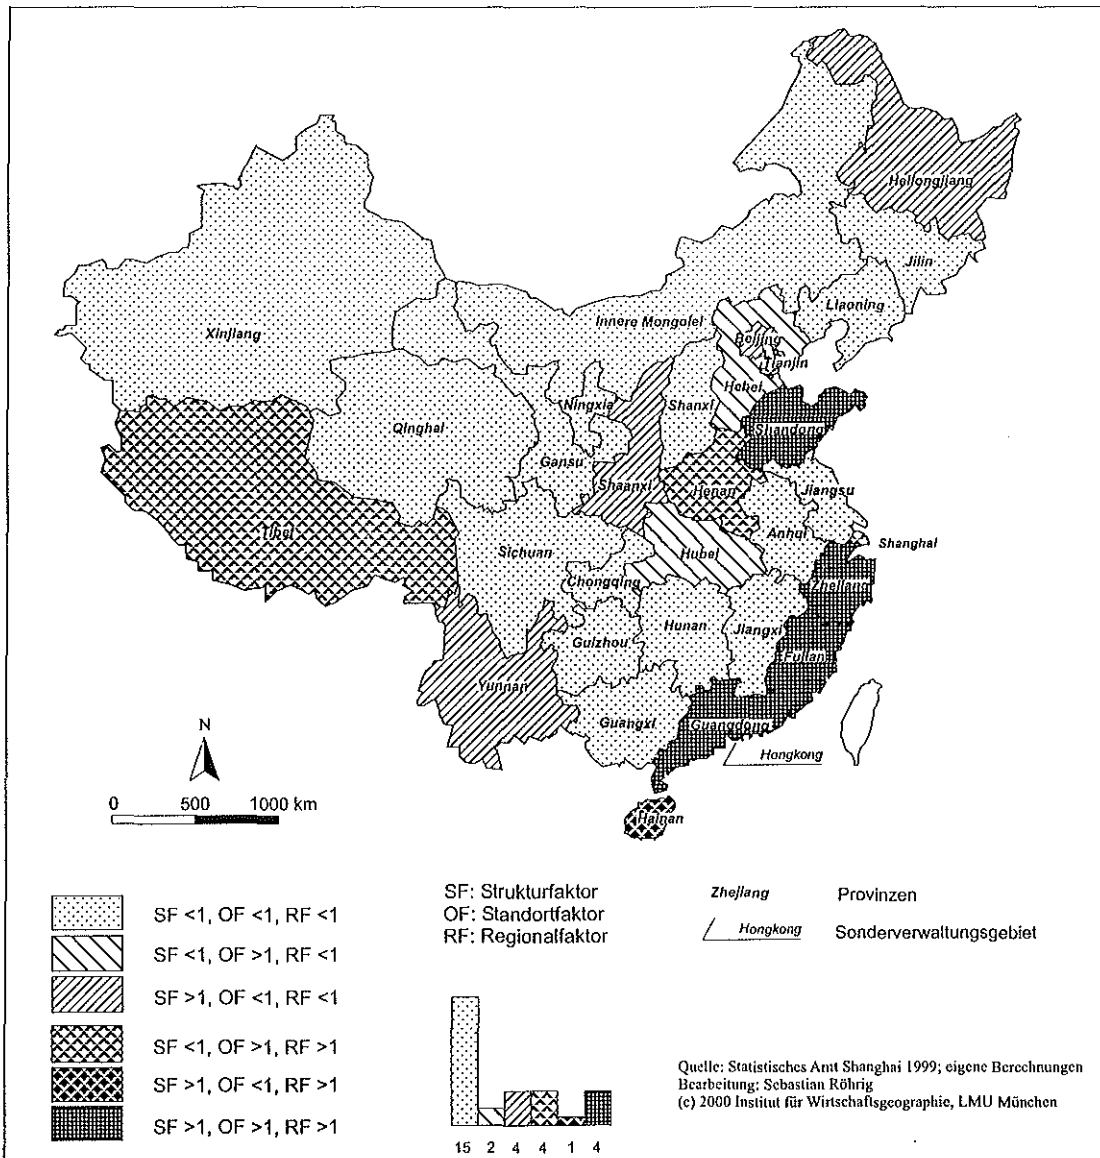 Heilongjiang
Jilin
Liaoning
Innere Mongolei
Xinjiang
Beijing
Tianjin
Hebei
Ningxia
Shanxi
Shandong
Qinghai
Gansu
Shaanxi
Henan
Jiangsu
Tibet
Anhui
Sichuan
Hubei
Shanghai
Chongqing
Zhejiang
Guizhou
Hunan
Jiangxi
Fujian
Yunnan
Guangxi
Guangdong
Hongkong
Hainan
N
0 500 1000 km
SF <1, OF <1, RF <1
SF <1, OF >1, RF <1
SF >1, OF <1, RF <1
SF <1, OF >1, RF >1
SF >1, OF <1, RF >1
SF >1, OF >1, RF >1
SF: Strukturfaktor
OF: Standortfaktor
RF: Regionalfaktor
Zhejiang Provinzen
Hongkong Sonderverwaltungsgebiet
15 2 4 4 1 4
Quelle: Statistisches Amt Shanghai 1999; eigene Berechnungen
Bearbeitung: Sebastian Röhrig
(c) 2000 Institut für Wirtschaftsgeographie, LMU München